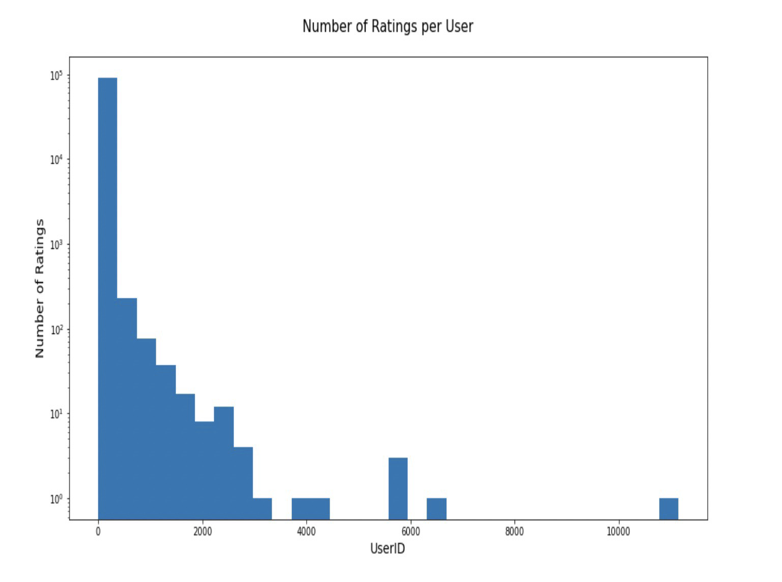 Number of Ratings per User
10⁵
10⁴
10³
10²
10¹
10⁰
Number of Ratings
0 2000 4000 6000 8000 10000
UserID